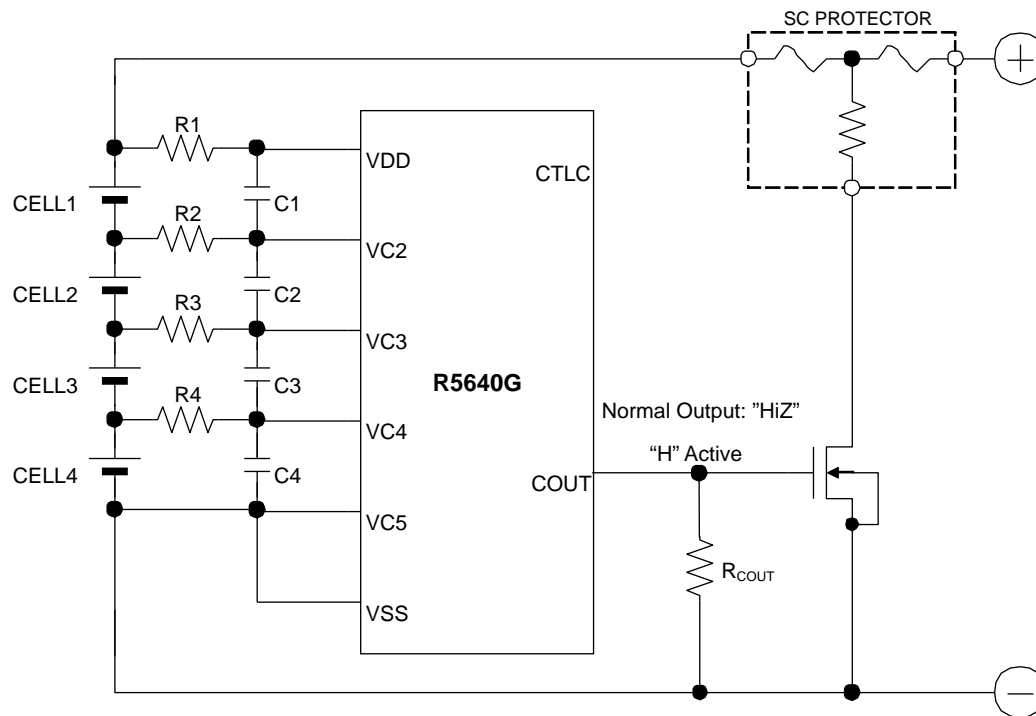 SC PROTECTOR
+
R1
VDD
CTLC
CELL1
C1
R2
VC2
CELL2
C2
R3
VC3
CELL3
C3
R5640G
R4
VC4
Normal Output: ”HiZ”
“H” Active
CELL4
C4
COUT
VC5
RCOUT
VSS
−